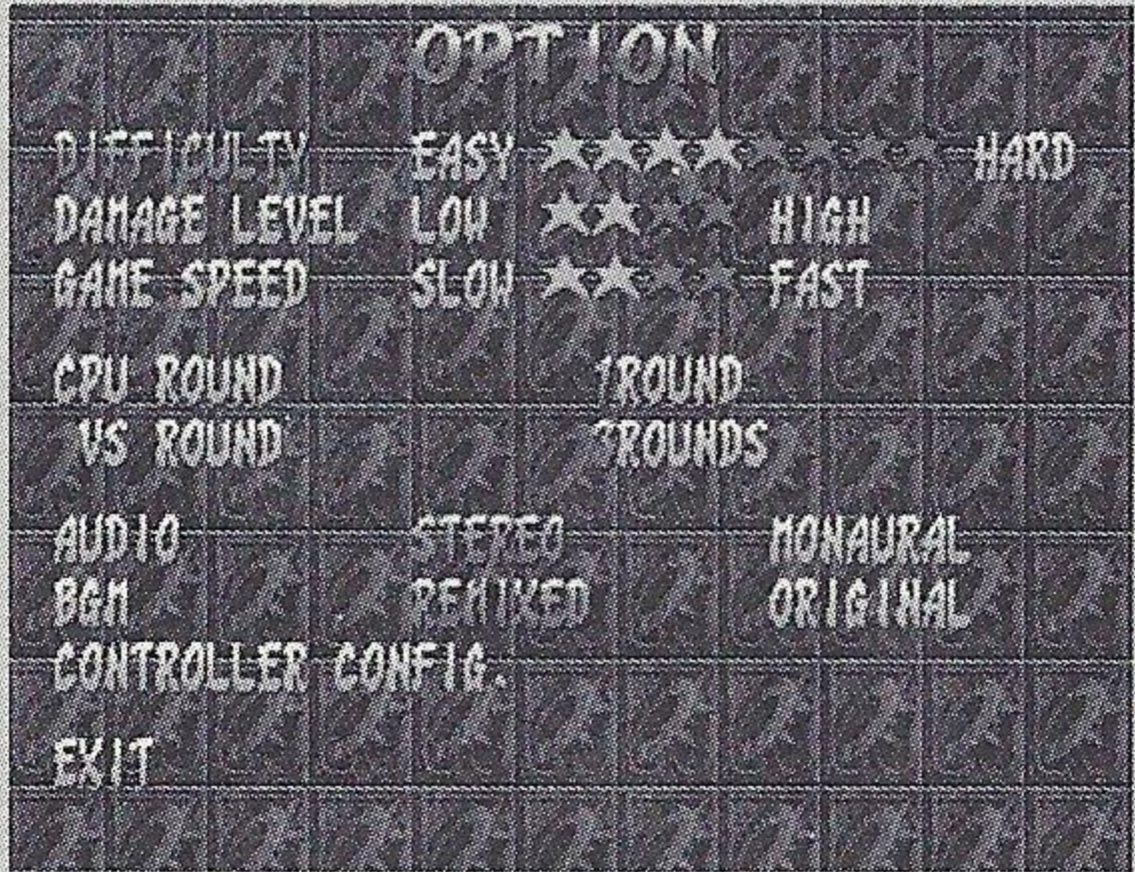 OPTION
DIFFICULTY EASY ★★★★★★★★ HARD
DAMAGE LEVEL LOW ★★★★ HIGH
GAME SPEED SLOW ★★★★ FAST
CPU ROUND 1ROUND
VS ROUND ROUNDS
AUDIO STEREO MONAURAL
BGM REMIXED ORIGINAL
CONTROLLER CONFIG.
EXIT